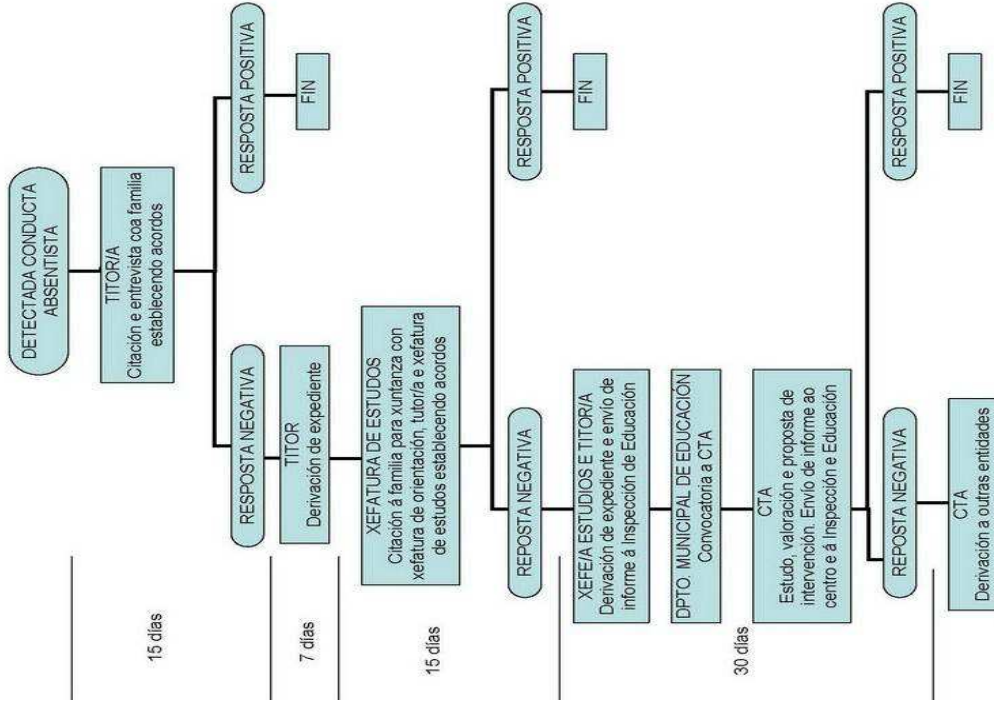 DETECTADA CONDUCTA
ABSENTISTA
TITOR/A
Citación e entrevista coa familia
establecendo acordos
15 días
RESPOSTA NEGATIVA
RESPOSTA POSITIVA
TITOR
Derivación de expediente
FIN
7 días
XEFATURA DE ESTUDOS
Citación á familia para xuntanza con
xefatura de orientación, tutor/a e xefatura
de estudos establecendo acordos
15 días
REPOSTA NEGATIVA
RESPOSTA POSITIVA
XEFE/A ESTUDIOS E TITOR/A
Derivación de expediente e envío de
informe á Inspección de Educación
FIN
DPTO. MUNICIPAL DE EDUCACION
Convocatoria a CTA
30 días
CTA
Estudo, valoración e proposta de
intervención. Envío de informe ao
centro e á Inspección e Educación
REPOSTA NEGATIVA
RESPOSTA POSITIVA
CTA
Derivación a outras entidades
FIN